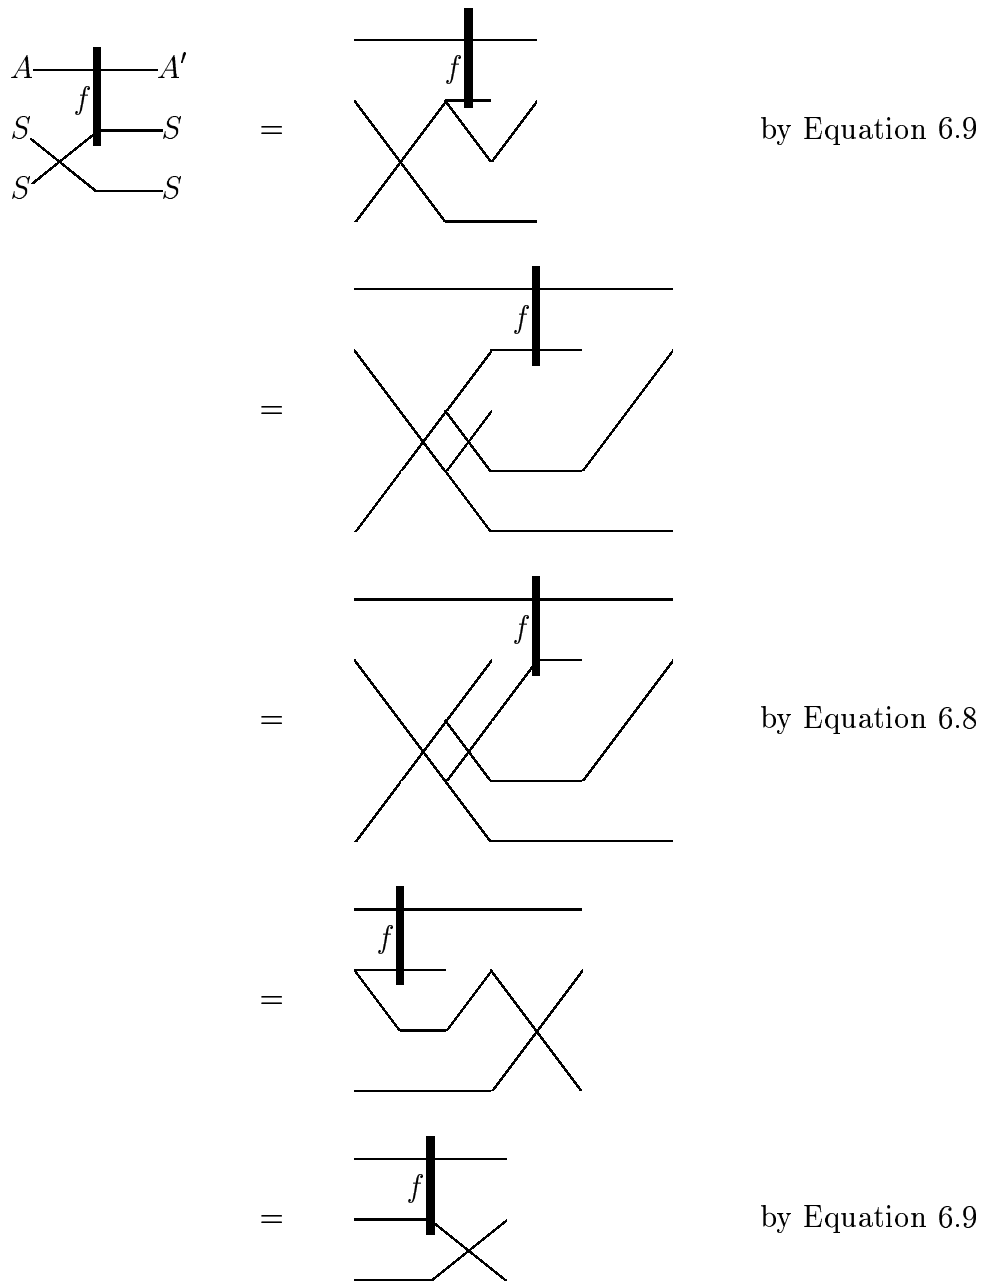 A A′
f f
S S = by Equation 6.9
S S
f
=
f
= by Equation 6.8
f
=
f
= by Equation 6.9